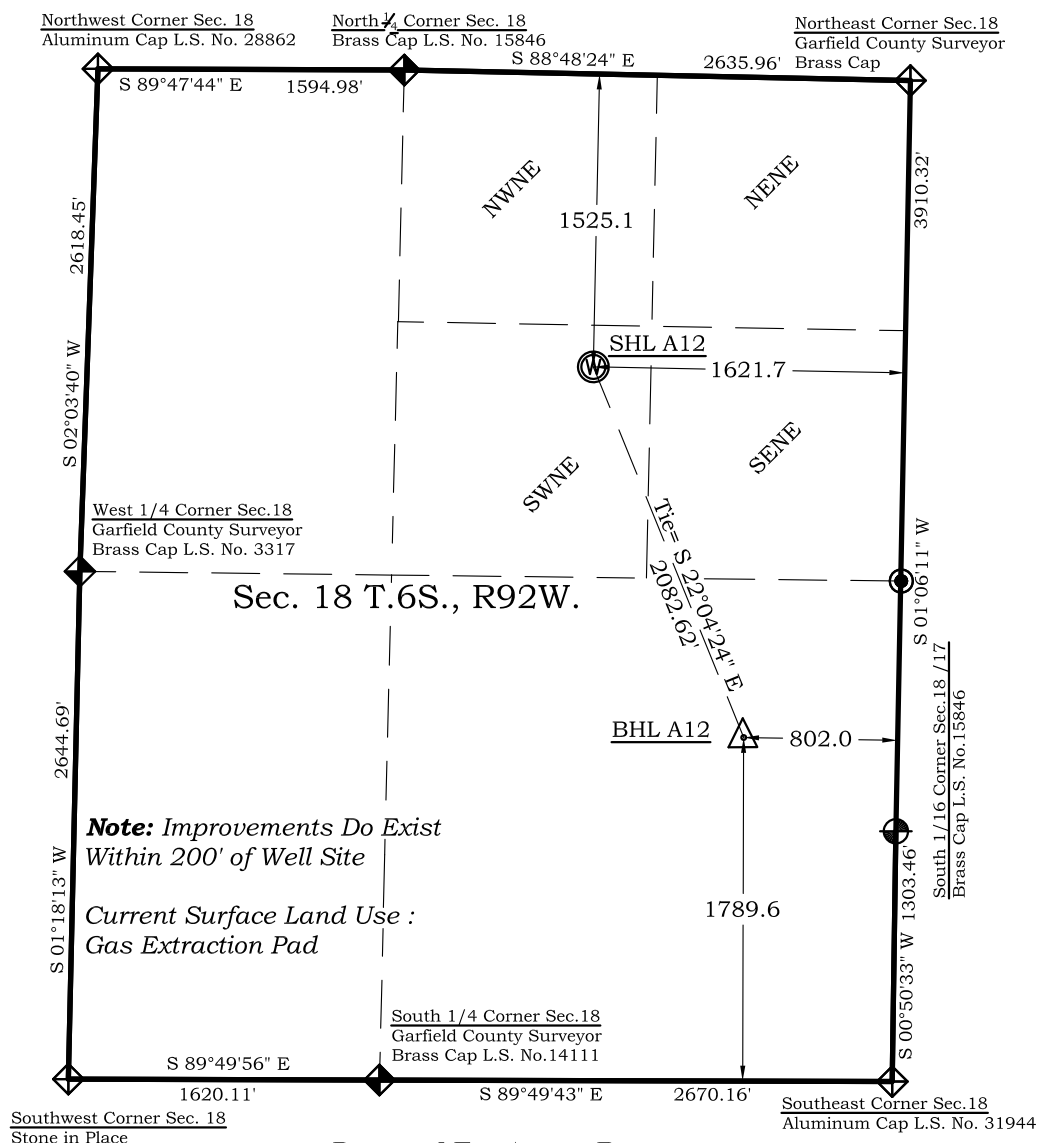 Northwest Corner Sec. 18
Aluminum Cap L.S. No. 28862
North 1/4 Corner Sec. 18
Brass Cap L.S. No. 15846
Northeast Corner Sec.18
Garfield County Surveyor
Brass Cap
S 89°47'44" E
1594.98'
S 88°48'24" E
2635.96'
2618.45'
S 02°03'40" W
3910.32'
NWNE
NENE
1525.1
SHL A12
W
1621.7
SWNE
SENE
West 1/4 Corner Sec.18
Garfield County Surveyor
Brass Cap L.S. No. 3317
Sec. 18 T.6S., R92W.
Tie= S 22°04'24" E
2082.62'
S 01°06'11" W
South 1/16 Corner Sec.18 /17
Brass Cap L.S. No.15846
BHL A12
802.0
2644.69'
S 01°18'13" W
Note: Improvements Do Exist
Within 200' of Well Site
Current Surface Land Use :
Gas Extraction Pad
1789.6
S 00°50'33" W 1303.46'
South 1/4 Corner Sec.18
Garfield County Surveyor
Brass Cap L.S. No.14111
S 89°49'56" E
1620.11'
S 89°49'43" E
2670.16'
Southwest Corner Sec. 18
Stone in Place
Southeast Corner Sec.18
Aluminum Cap L.S. No. 31944